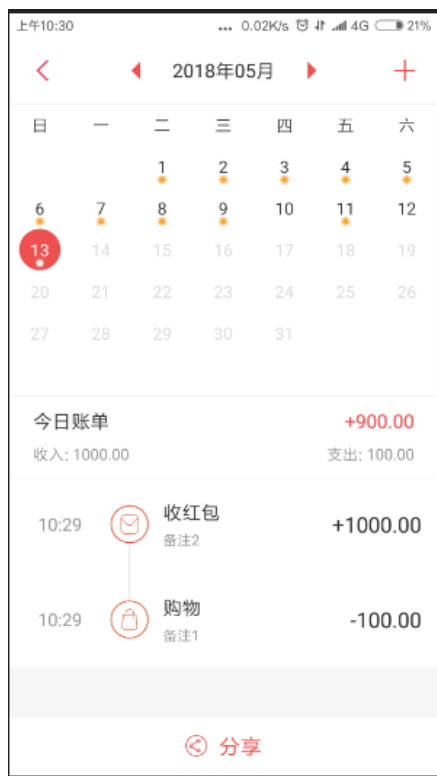 上午10:30 ... 0.02K/s 4G 21%
2018年05月
日 一 二 三 四 五 六
1 2 3 4 5
6 7 8 9 10 11 12
13 14 15 16 17 18 19
20 21 22 23 24 25 26
27 28 29 30 31
今日账单 +900.00
收入: 1000.00 支出: 100.00
10:29 收红包 +1000.00
备注2
10:29 购物 -100.00
备注1
分享